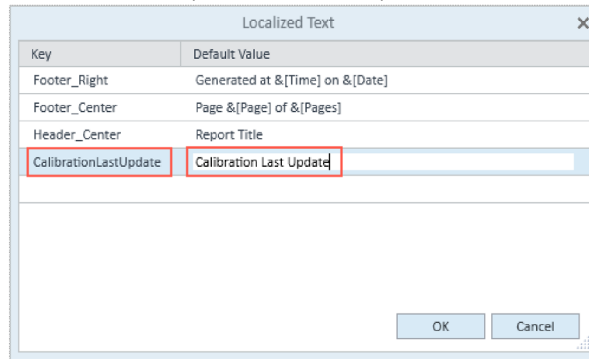 Localized Text
Key Default Value
Footer_Right Generated at &[Time] on &[Date]
Footer_Center Page &[Page] of &[Pages]
Header_Center Report Title
CalibrationLastUpdate Calibration Last Update
OK Cancel